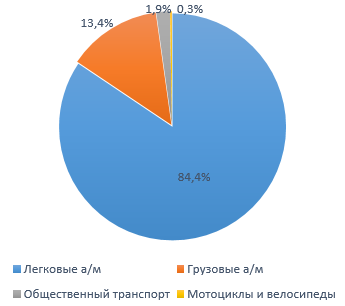 1,9% 0,3%
13,4%
84,4%
Легковые а/м Грузовые а/м
Общественный транспорт Мотоциклы и велосипеды